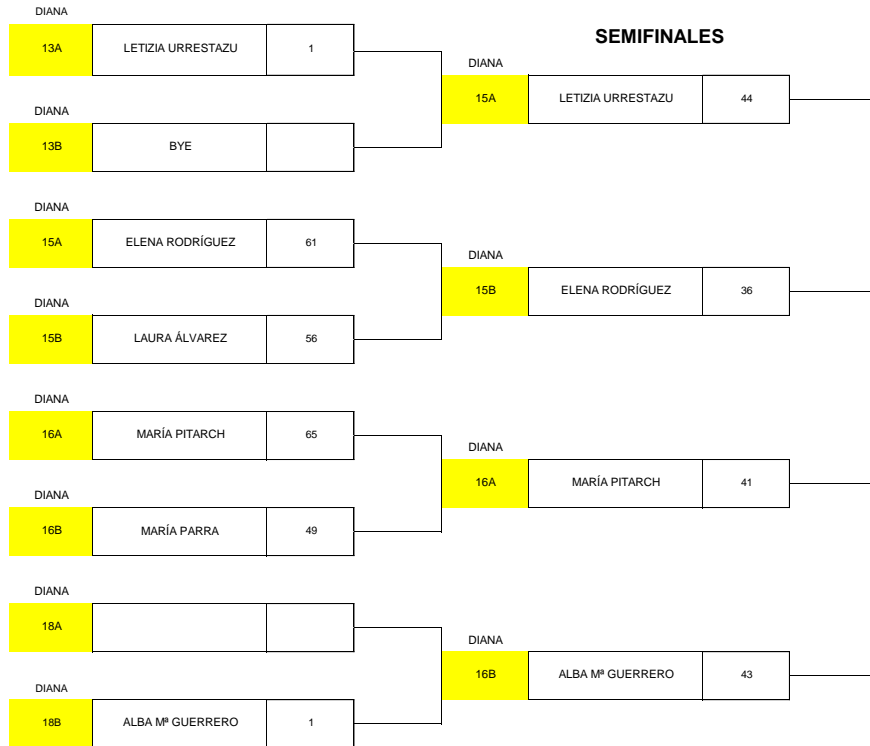 DIANA
13A LETIZIA URRESTAZU 1
SEMIFINALES
DIANA
15A LETIZIA URRESTAZU 44
DIANA
13B BYE
DIANA
15A ELENA RODRÍGUEZ 61
DIANA
15B ELENA RODRÍGUEZ 36
DIANA
15B LAURA ÁLVAREZ 56
DIANA
16A MARÍA PITARCH 65
DIANA
16A MARÍA PITARCH 41
DIANA
16B MARÍA PARRA 49
DIANA
18A
DIANA
16B ALBA Mª GUERRERO 43
DIANA
18B ALBA Mª GUERRERO 1